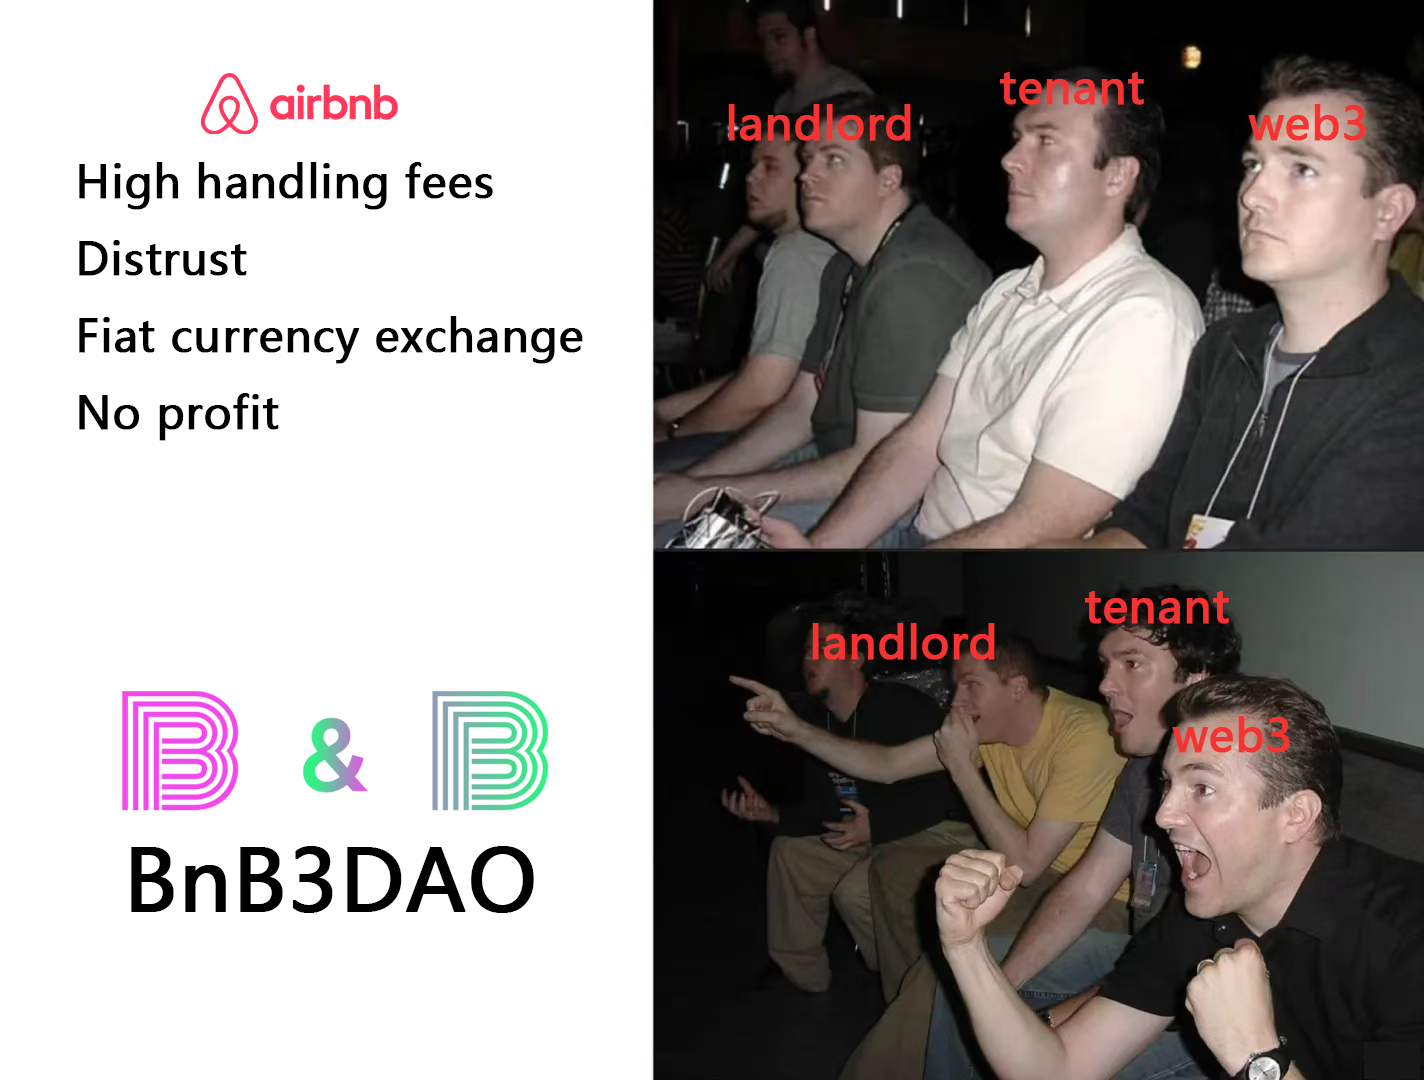 airbnb
High handling fees
Distrust
Fiat currency exchange
No profit
landlord
tenant
web3
B & B
BnB3DAO
landlord
tenant
web3